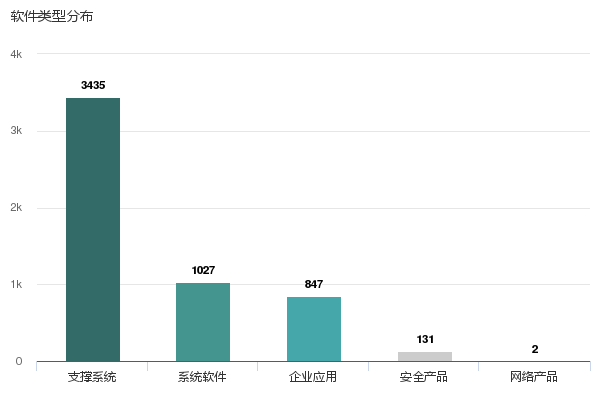 软件类型分布
4k
3435
3k
2k
1027
1k
847
131
2
0
支撑系统
系统软件
企业应用
安全产品
网络产品